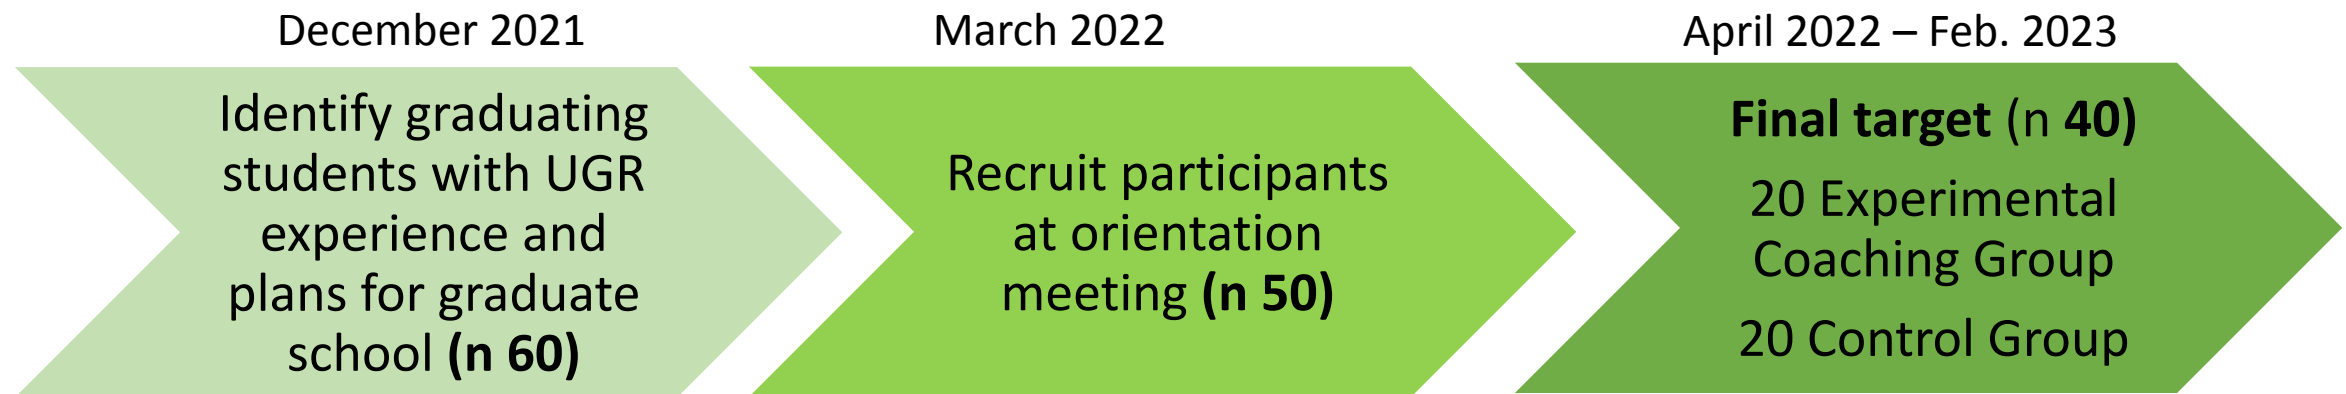 December 2021
Identify graduating
students with UGR
experience and
plans for graduate
school (n 60)
March 2022
Recruit participants
at orientation
meeting (n 50)
April 2022 – Feb. 2023
Final target (n 40)
20 Experimental
Coaching Group
20 Control Group